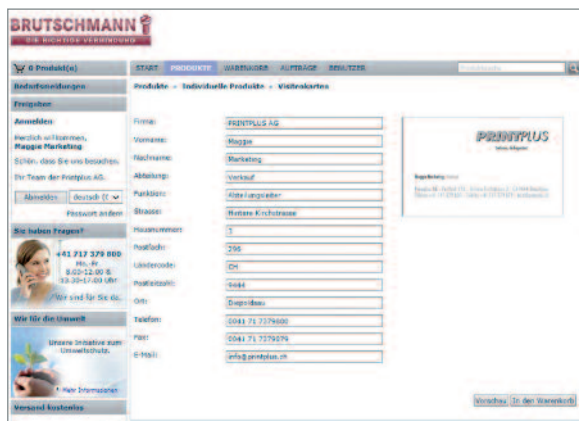 BRUTSCHMANN
DIE RICHTIGE VERBINDUNG
0 Produkt(e)
START PRODUKTE WARENKORB AUFTRÄGE BENUTZER
Bedarfsmeldungen
Produkte » Individuelle Produkte » Visitenkarten
Freigaben
Anmelden
Herzlich willkommen,
Maggie Marketing
Schön, dass Sie uns besuchen.
Ihr Team der Printplus AG.
Abmelden
Passwort ändern
Sie haben Fragen?
+41 717 379 800
Mo.-Fr.
8.00-12.00 &
13.30-17.00 Uhr
Wir sind für Sie da.
Wir für die Umwelt
Unsere Initiative zum
Umweltschutz.
Mehr Informationen
Versand kostenlos
Firma: PRINTPLUS AG
Vorname: Maggie
Nachname: Marketing
Abteilung: Verkauf
Funktion: Abteilungsleiter
Strasse: Hintere Kirchstrasse
Hausnummer: 3
Postfach: 296
Ländercode: CH
Postleitzahl: 9444
Ort: Diepoldsau
Telefon: 0041 71 7379800
Fax: 0041 71 7379879
E-Mail: info@printplus.ch
PRINTPLUS
Vorschau In den Warenkorb